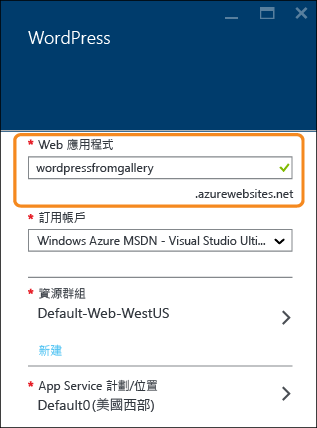 WordPress
* Web 應用程式
wordpressfromgallery
.azurewebsites.net
* 訂用帳戶
Windows Azure MSDN - Visual Studio Ulti...
* 資源群組
Default-Web-WestUS
新建
* App Service 計劃/位置
Default0(美國西部)